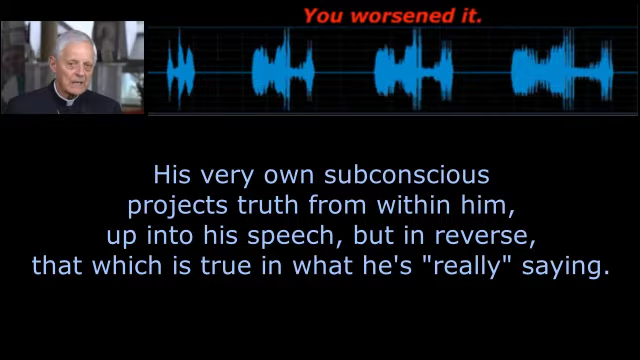 You worsened it.
His very own subconscious
projects truth from within him,
up into his speech, but in reverse,
that which is true in what he's "really" saying.